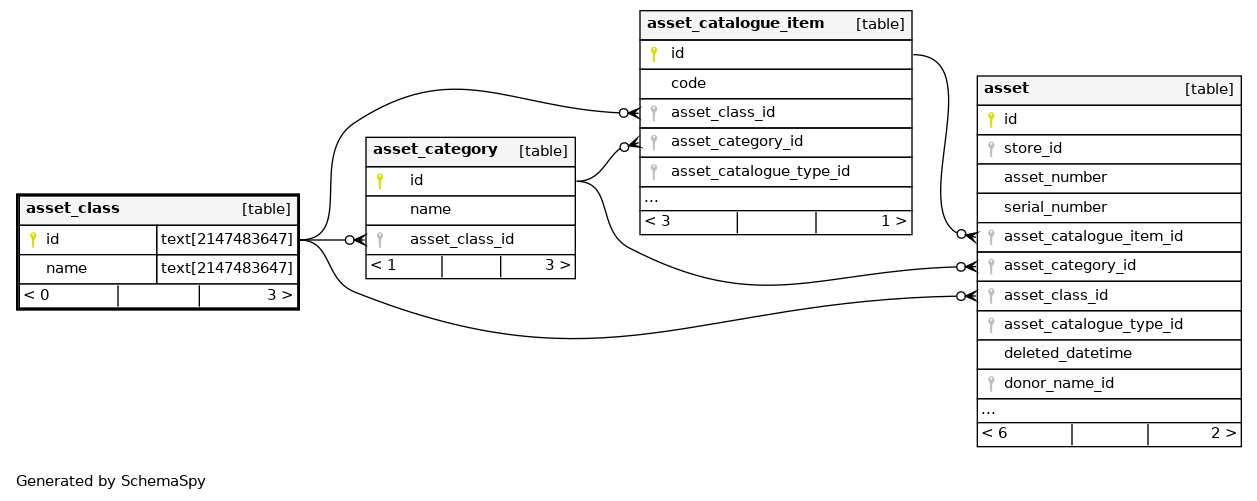 asset_class [table]
id text[2147483647]
name text[2147483647]
< 0 3 >
asset_category [table]
id
name
asset_class_id
< 1 3 >
asset_catalogue_item [table]
id
code
asset_class_id
asset_category_id
asset_catalogue_type_id
...
< 3 1 >
asset [table]
id
store_id
asset_number
serial_number
asset_catalogue_item_id
asset_category_id
asset_class_id
asset_catalogue_type_id
deleted_datetime
donor_name_id
...
< 6 2 >
Generated by SchemaSpy